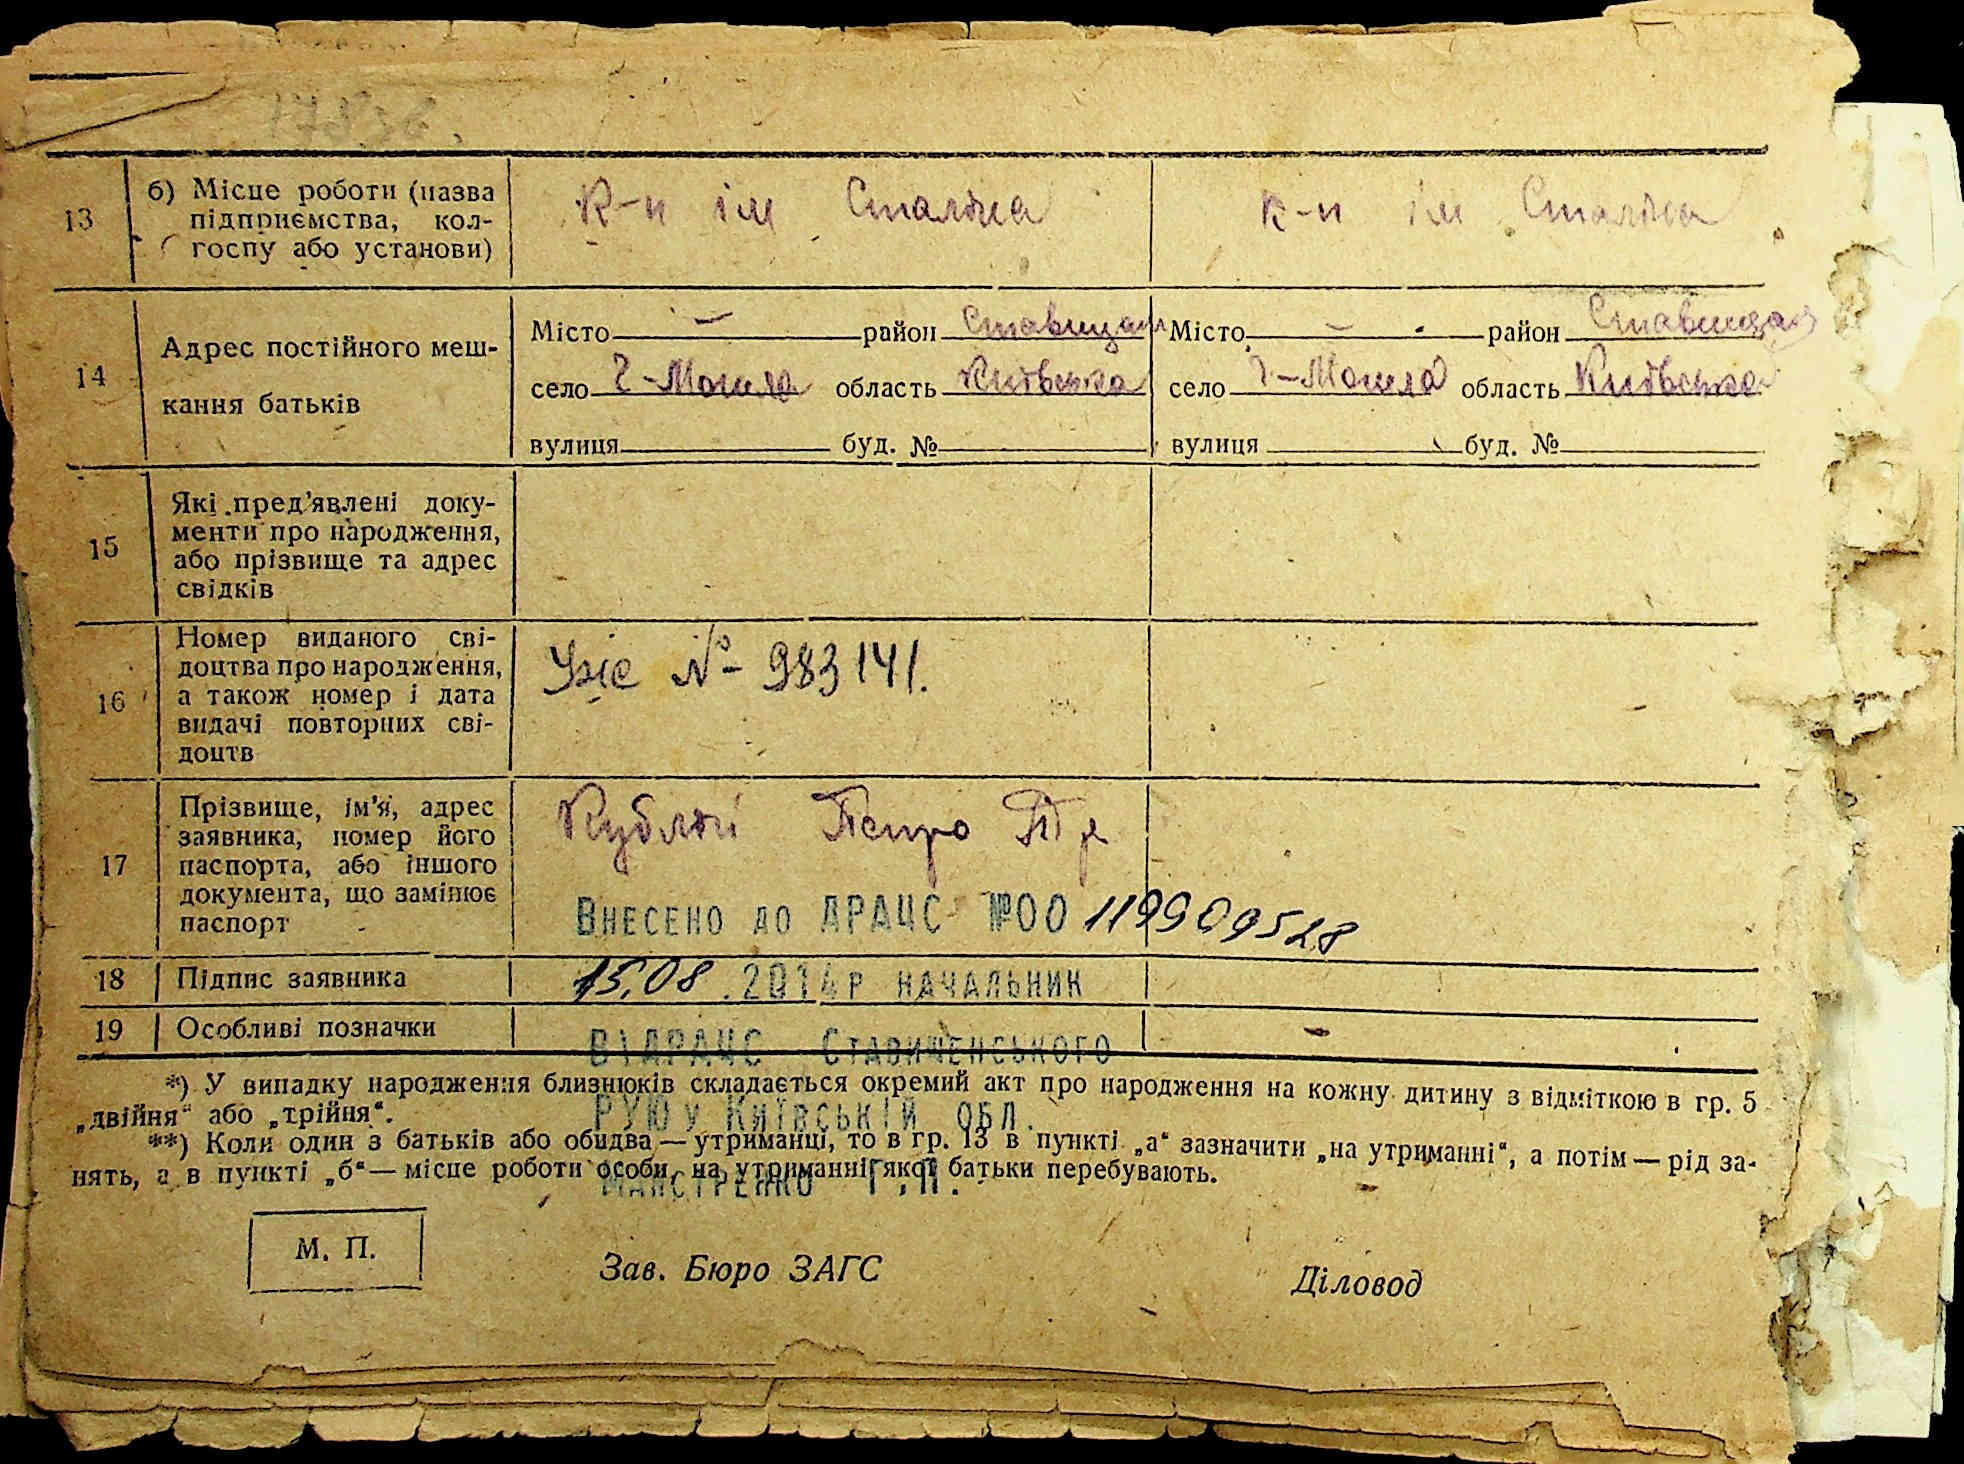 13
б) Місце роботи (назва
підприємства, кол-
госпу або установи)
К-п ім Сталіна
К-п ім Сталіна
14
Адрес постійного меш-
кання батьків
Місто — район Ставищан
село Г-Могила область Київська
вулиця буд. №
Місто — район Ставищан
село Г-Могила область Київська
вулиця буд. №
15
Які пред'явлені доку-
менти про народження,
або прізвище та адрес
свідків
16
Номер виданого сві-
доцтва про народження,
а також номер і дата
видачі повторних сві-
доцтв
№ 983141.
17
Прізвище, ім'я, адрес
заявника, номер його
паспорта, або іншого
документа, що замінює
паспорт
Кублій Петро
Внесено до ДРАЦС №00 119909528
18
Підпис заявника
15.08.2014р начальник
19
Особливі позначки
ВІДРАЦС Ставищенського
*) У випадку народження близнюків складається окремий акт про народження на кожну дитину з відміткою в гр. 5
„двійня“ або „трійня“.
РУЮ у Київській обл.
**) Коли один з батьків або обидва — утриманці, то в гр. 13 в пункті „а“ зазначити „на утриманні“, а потім — рід за-
нять, а в пункті „б“ — місце роботи особи, на утриманні якої батьки перебувають.
Майстренко Г.П.
М. П.
Зав. Бюро ЗАГС
Діловод